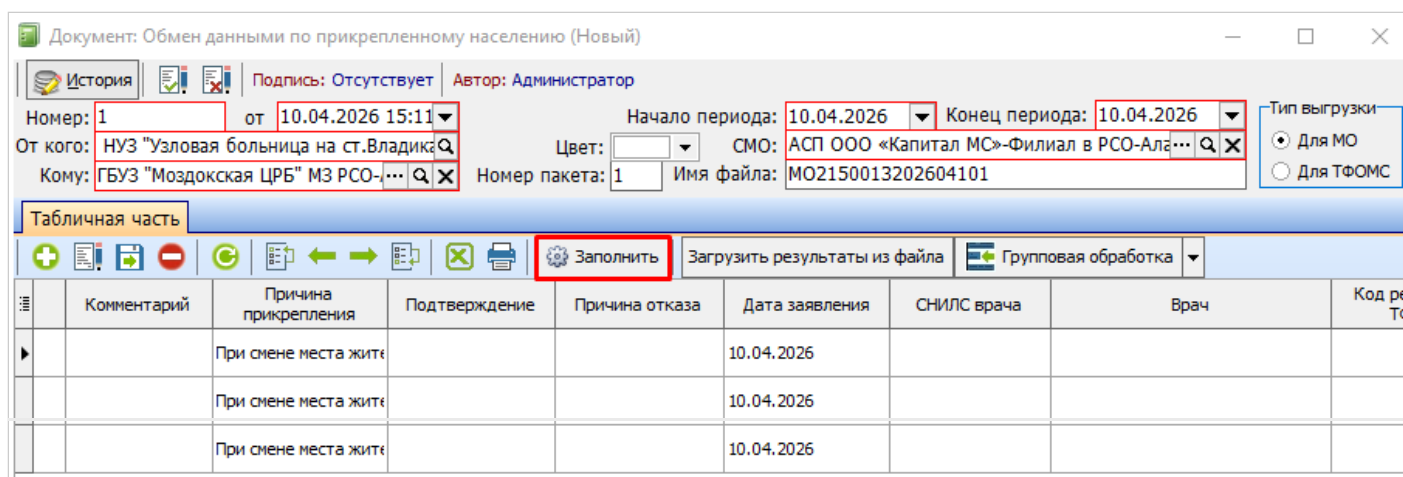 Документ: Обмен данными по прикрепленному населению (Новый)
История Подпись: Отсутствует Автор: Администратор
Номер: 1 от 10.04.2026 15:11 Начало периода: 10.04.2026 Конец периода: 10.04.2026 Тип выгрузки
От кого: НУЗ "Узловая больница на ст.Владика Цвет: СМО: АСП ООО «Капитал МС»-Филиал в РСО-Ала ... Для МО
Кому: ГБУЗ "Моздокская ЦРБ" МЗ РСО- ... Номер пакета: 1 Имя файла: MO2150013202604101 Для ТФОМС
Табличная часть
Заполнить Загрузить результаты из файла Групповая обработка
Комментарий Причина прикрепления Подтверждение Причина отказа Дата заявления СНИЛС врача Врач Код
При смене места жите 10.04.2026
При смене места жите 10.04.2026
При смене места жите 10.04.2026